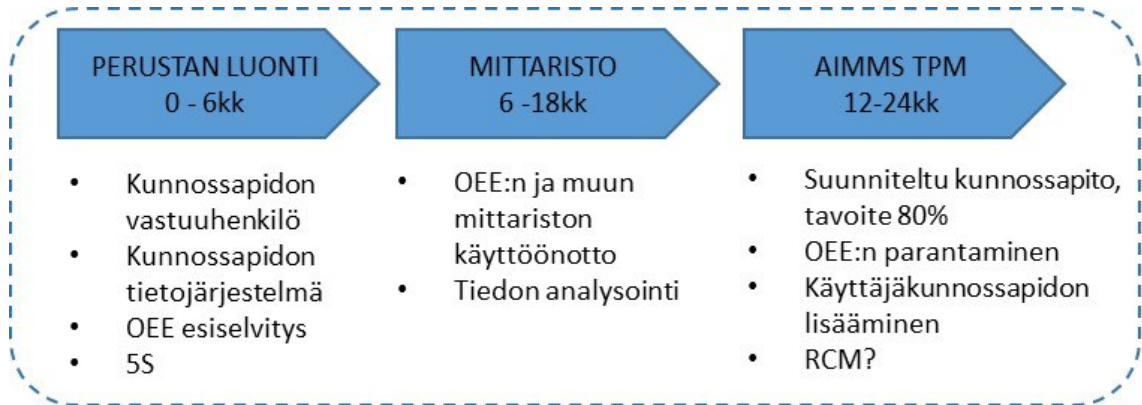 PERUSTAN LUONTI
0 - 6kk
• Kunnossapidon
vastuuhenkilö
• Kunnossapidon
tietojärjestelmä
• OEE esiselvitys
• 5S
MITTARISTO
6 -18kk
• OEE:n ja muun
mittariston
käyttöönotto
• Tiedon analysointi
AIMMS TPM
12-24kk
• Suunniteltu kunnossapito,
tavoite 80%
• OEE:n parantaminen
• Käyttäjäkunnossapidon
lisääminen
• RCM?